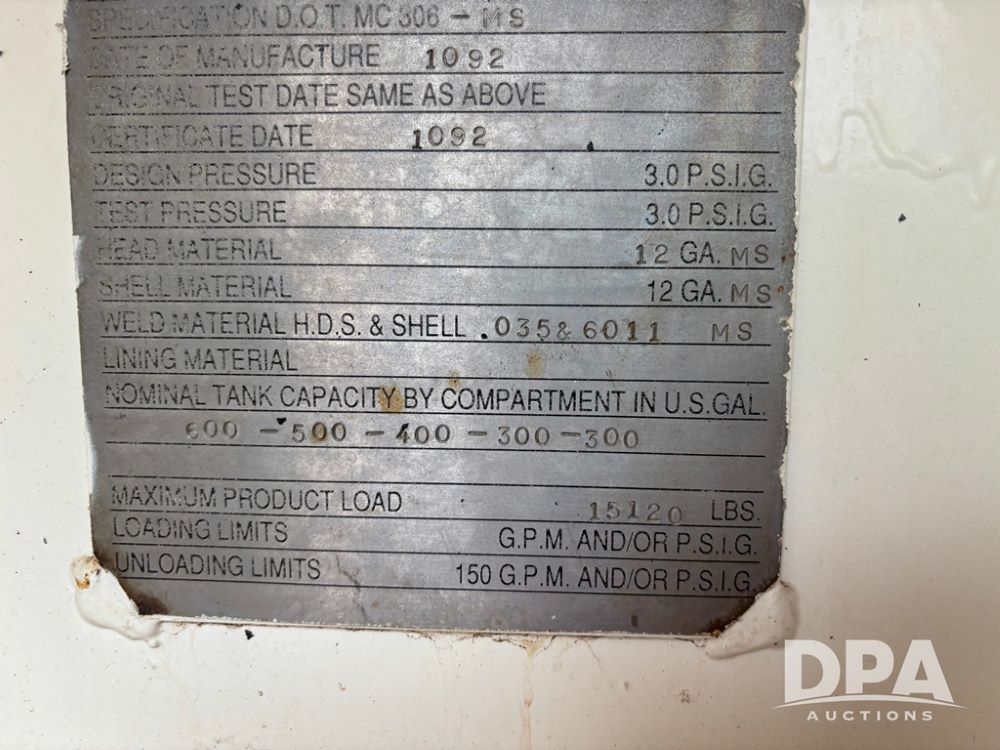 SPECIFICATION D.O.T. MC 306 - MS
DATE OF MANUFACTURE 1092
ORIGINAL TEST DATE SAME AS ABOVE
CERTIFICATE DATE 1092
DESIGN PRESSURE 3.0 P.S.I.G.
TEST PRESSURE 3.0 P.S.I.G.
HEAD MATERIAL 12 GA. MS
SHELL MATERIAL 12 GA. MS
WELD MATERIAL H.D.S. & SHELL .035&6011 MS
LINING MATERIAL
NOMINAL TANK CAPACITY BY COMPARTMENT IN U.S.GAL.
600 - 500 - 400 - 300 - 300
MAXIMUM PRODUCT LOAD 15120 LBS.
LOADING LIMITS G.P.M. AND/OR P.S.I.G.
UNLOADING LIMITS 150 G.P.M. AND/OR P.S.I.G.
DPA
AUCTIONS